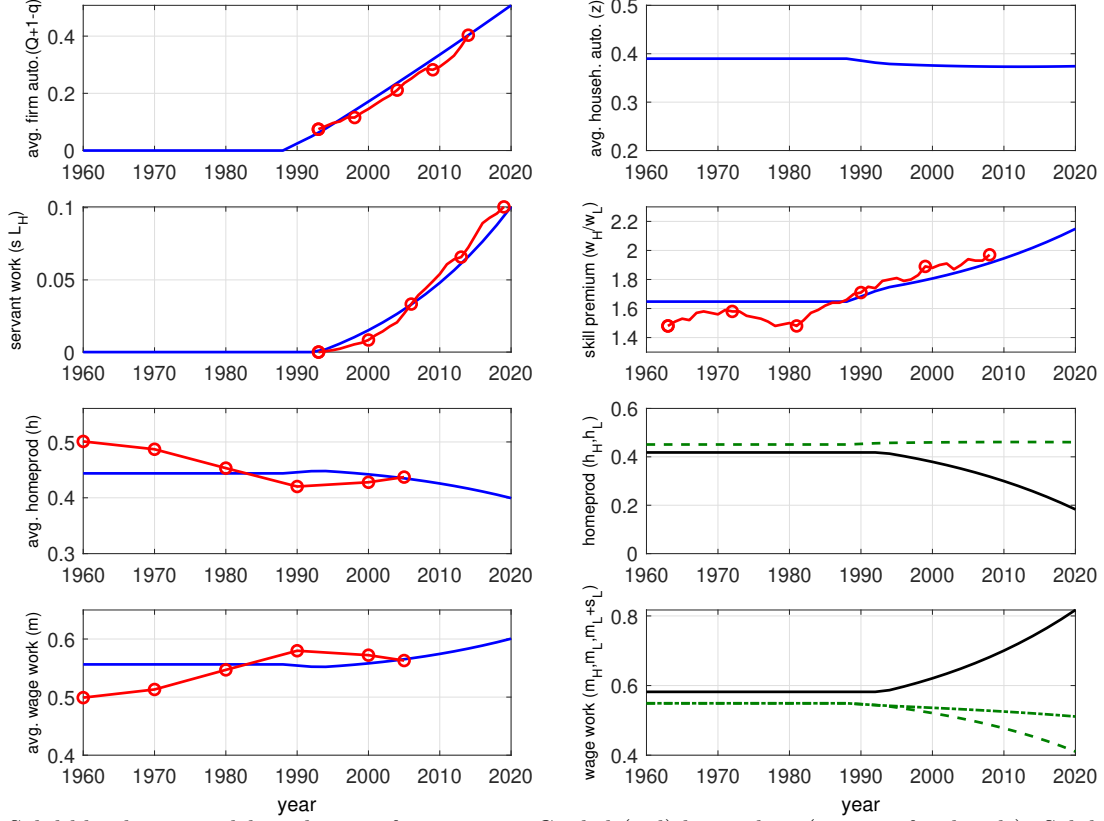 avg. firm auto.(Q+1-q)
0.4
0.2
0
1960 1970 1980 1990 2000 2010 2020
avg. househ. auto. (z)
0.5
0.4
0.3
0.2
1960 1970 1980 1990 2000 2010 2020
servant work (s L_H)
0.1
0.05
0
1960 1970 1980 1990 2000 2010 2020
skill premium (w_H/w_L)
2.2
2
1.8
1.6
1.4
1960 1970 1980 1990 2000 2010 2020
avg. homeprod (h)
0.5
0.4
0.3
1960 1970 1980 1990 2000 2010 2020
homeprod (h_H,h_L)
0.6
0.4
0.2
0
1960 1970 1980 1990 2000 2010 2020
avg. wage work (m)
0.6
0.5
0.4
1960 1970 1980 1990 2000 2010 2020
year
wage work (m_H,m_L,m_L+s_L)
0.8
0.6
0.4
1960 1970 1980 1990 2000 2010 2020
year